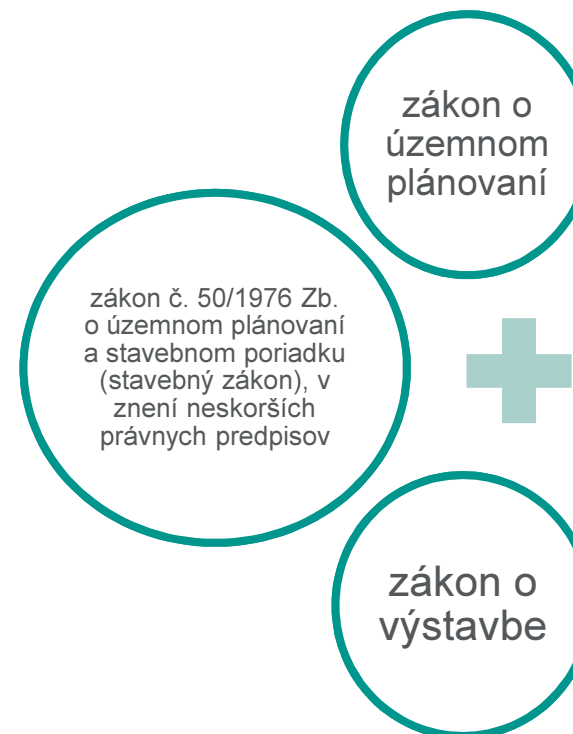 zákon o
územnom
plánovaní
zákon č. 50/1976 Zb.
o územnom plánovaní
a stavebnom poriadku
(stavebný zákon), v
znení neskorších
právnych predpisov
zákon o
výstavbe